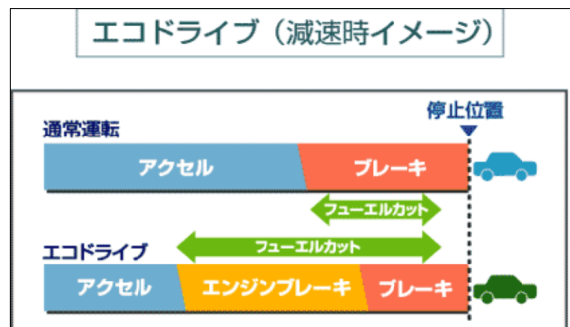 エコドライブ（減速時イメージ）
停止位置
通常運転
アクセル ブレーキ
フューエルカット
エコドライブ
フューエルカット
アクセル エンジンブレーキ ブレーキ